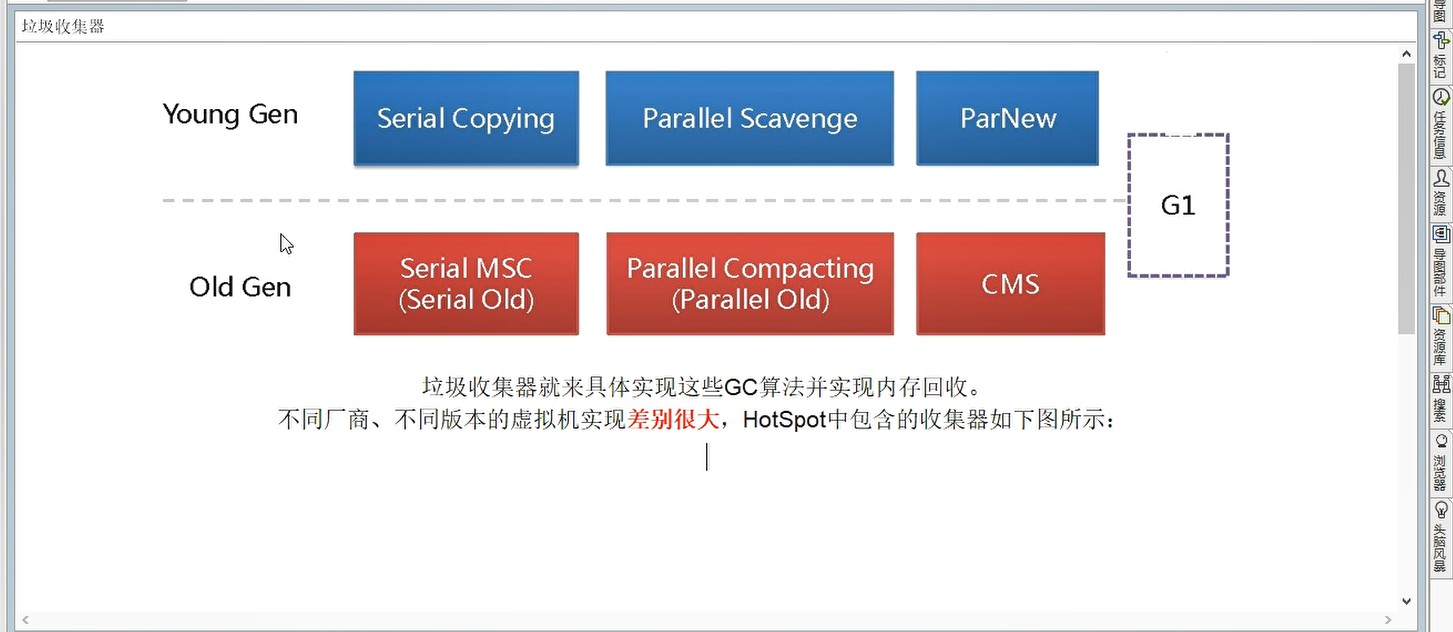 垃圾收集器
Young Gen
Serial Copying
Parallel Scavenge
ParNew
G1
Old Gen
Serial MSC
(Serial Old)
Parallel Compacting
(Parallel Old)
CMS
垃圾收集器就来具体实现这些GC算法并实现内存回收。
不同厂商、不同版本的虚拟机实现差别很大，HotSpot中包含的收集器如下图所示：
导图
标记
任务信息
资源
导图部件
资源库
搜索
浏览器
头脑风暴